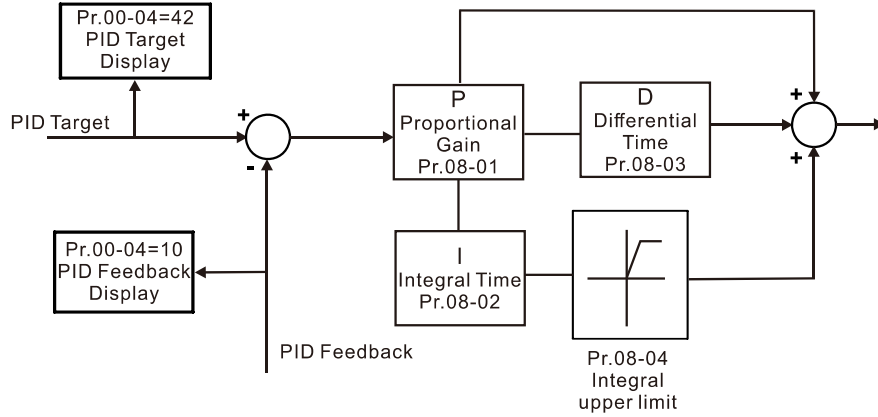 Pr.00-04=42
PID Target
Display
PID Target
+
-
Pr.00-04=10
PID Feedback
Display
PID Feedback
P
Proportional
Gain
Pr.08-01
D
Differential
Time
Pr.08-03
+
+
I
Integral Time
Pr.08-02
Pr.08-04
Integral
upper limit